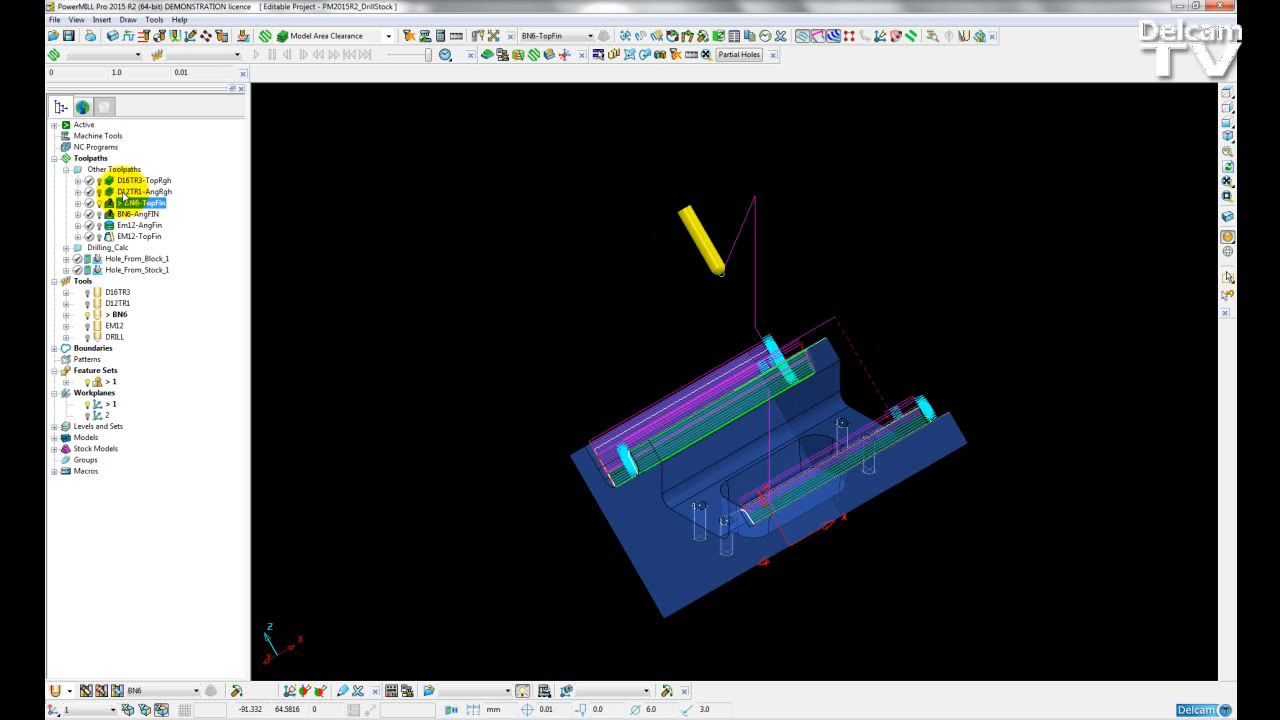 PowerMILL Pro 2015 R2 (64-bit) DEMONSTRATION licence [ Editable Project - PM2015R2_DrillStock ]
File View Insert Draw Tools Help
Model Area Clearance BN6-TopFin
Partial Holes
0 1.0 0.01
Delcam
TV
Active
Machine Tools
NC Programs
Toolpaths
Other Toolpaths
D16TR3-TopRgh
D12TR1-AngRgh
> BN6-TopFin
BN6-AngFIN
Em12-AngFin
EM12-TopFin
Drilling_Calc
Hole_From_Block_1
Hole_From_Stock_1
Tools
D16TR3
D12TR1
> BN6
EM12
DRILL
Boundaries
Patterns
Feature Sets
> 1
Workplanes
> 1
2
Levels and Sets
Models
Stock Models
Groups
Macros
X
Z
X
Y
BN6
1 -91.332 64.5816 0 mm 0.01 0.0 6.0 3.0 Delcam